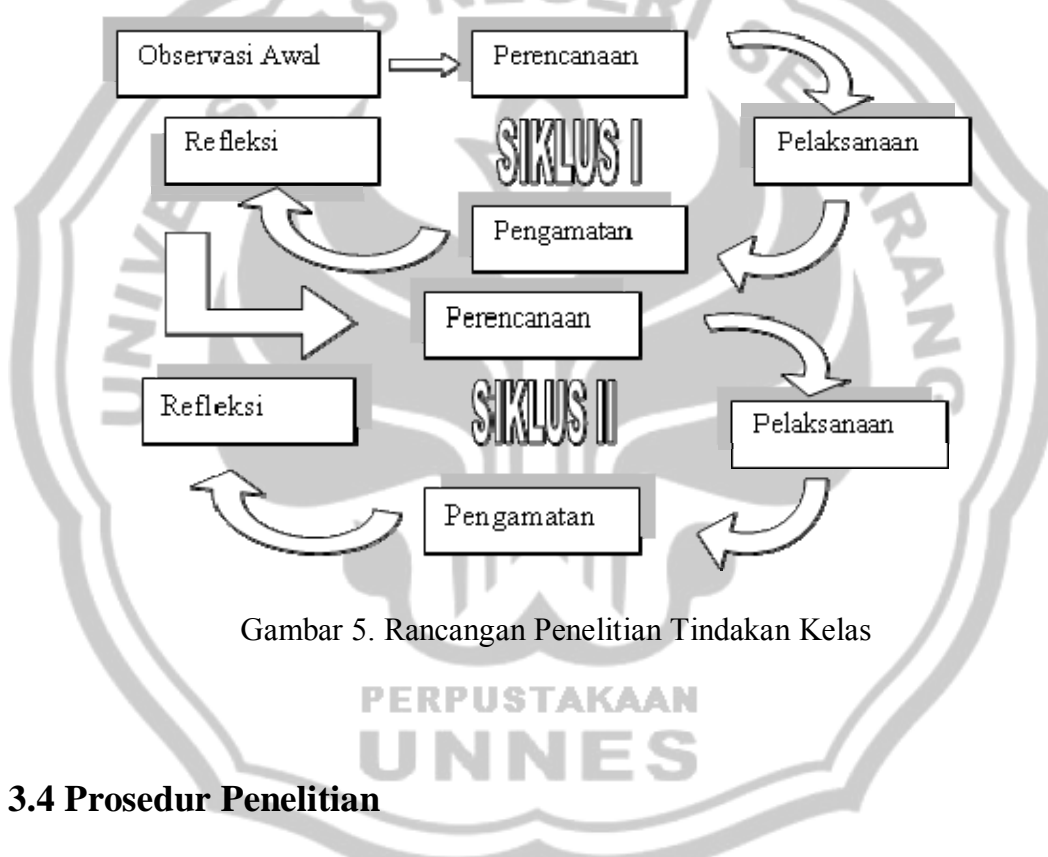 Observasi Awal
Perencanaan
Refleksi
SIKLUS I
Pelaksanaan
Pengamatan
Perencanaan
Refleksi
SIKLUS II
Pelaksanaan
Pengamatan
Gambar 5. Rancangan Penelitian Tindakan Kelas
PERPUSTAKAAN
UNNES
3.4 Prosedur Penelitian